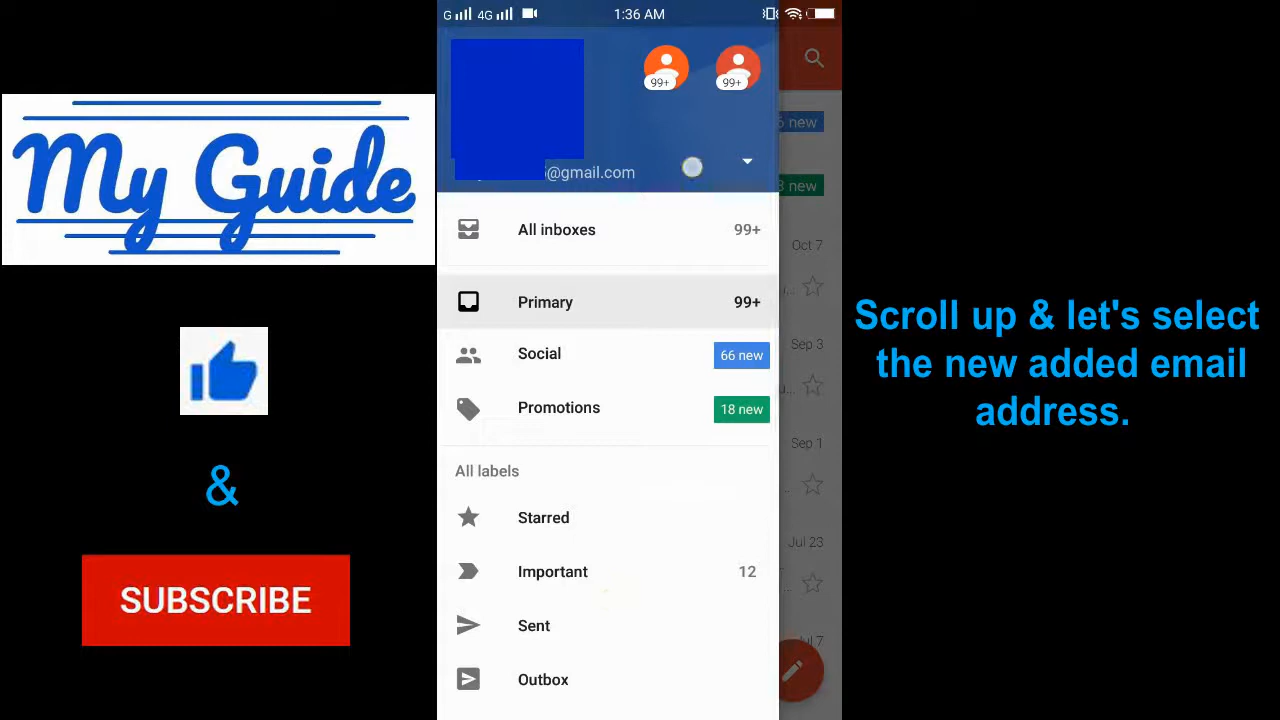 My Guide
&
SUBSCRIBE
G 4G 1:36 AM
99+ 99+
@gmail.com
All inboxes 99+
Primary 99+
Social 66 new
Promotions 18 new
All labels
Starred
Important 12
Sent
Outbox
new
new
Oct 7
Sep 3
Sep 1
Jul 23
Jul 7
Scroll up & let's select
the new added email
address.